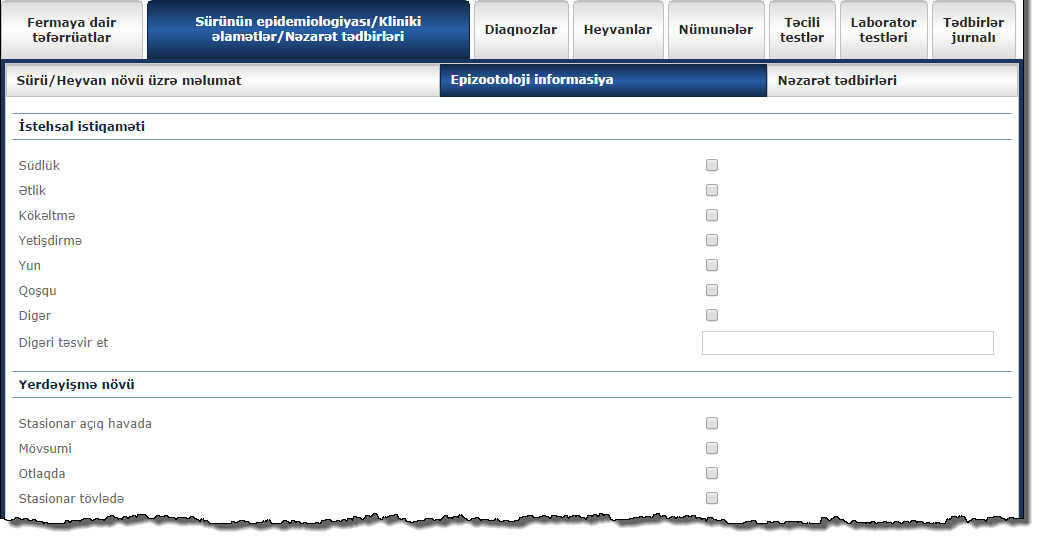 Fermaya dair
təfərrüatlar
Sürünün epidemiologiyası/Kliniki
əlamətlər/Nəzarət tədbirləri
Diaqnozlar
Heyvanlar
Nümunələr
Təcili
testlər
Laborator
testləri
Tədbirlər
jurnalı
Sürü/Heyvan növü üzrə məlumat
Epizootoloji informasiya
Nəzarət tədbirləri
İstehsal istiqaməti
Südlük
Ətlik
Kökəltmə
Yetişdirmə
Yun
Qoşqu
Digər
Digəri təsvir et
Yerdəyişmə növü
Stasionar açıq havada
Mövsumi
Otlaqda
Stasionar tövlədə